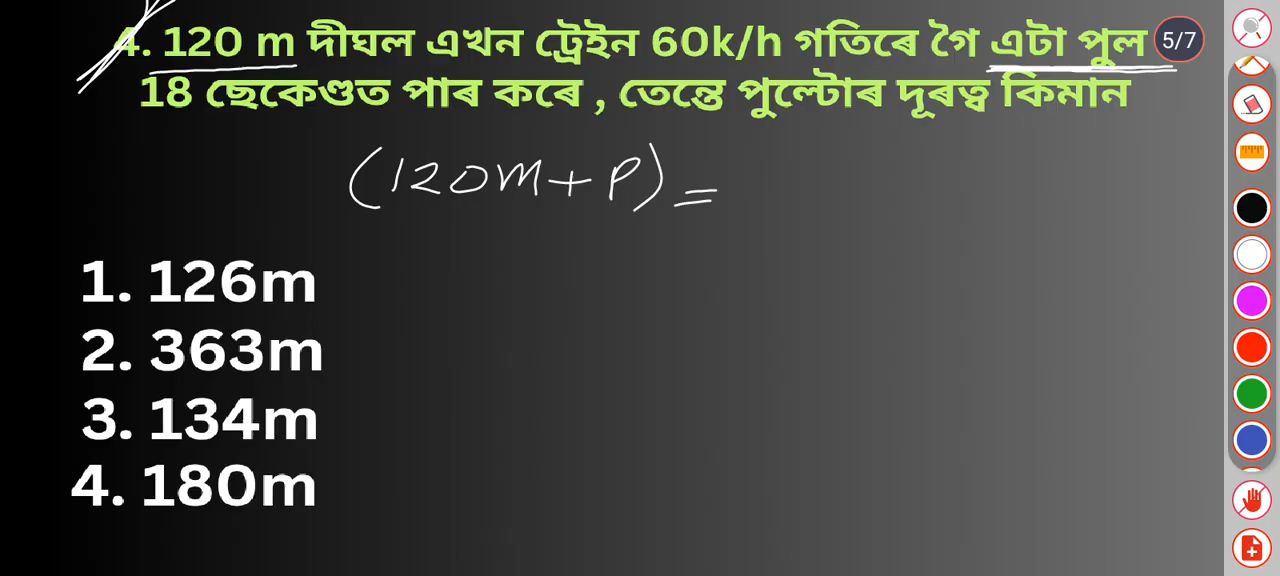 4. 120 m দীঘল এখন ট্ৰেইন 60k/h গতিৰে গৈ এটা পুল
5/7
18 ছেকেণ্ডত পাৰ কৰে , তেন্তে পুল্টোৰ দূৰত্ব কিমান
(120m+P)=
1. 126m
2. 363m
3. 134m
4. 180m